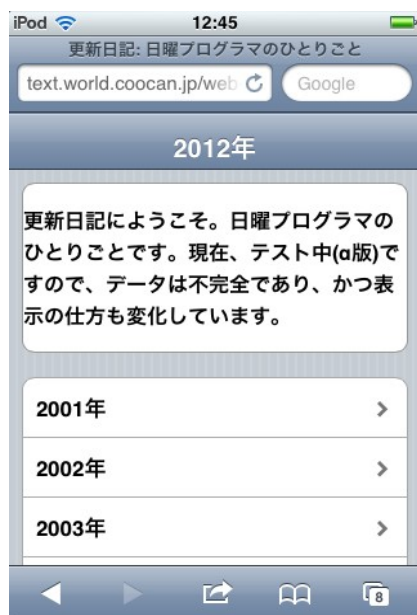 iPod 12:45
更新日記: 日曜プログラマのひとりごと
text.world.coocan.jp/web Google
2012年
更新日記にようこそ。日曜プログラマの
ひとりごとです。現在、テスト中(α版)で
すので、データは不完全であり、かつ表
示の仕方も変化しています。
2001年
2002年
2003年
8